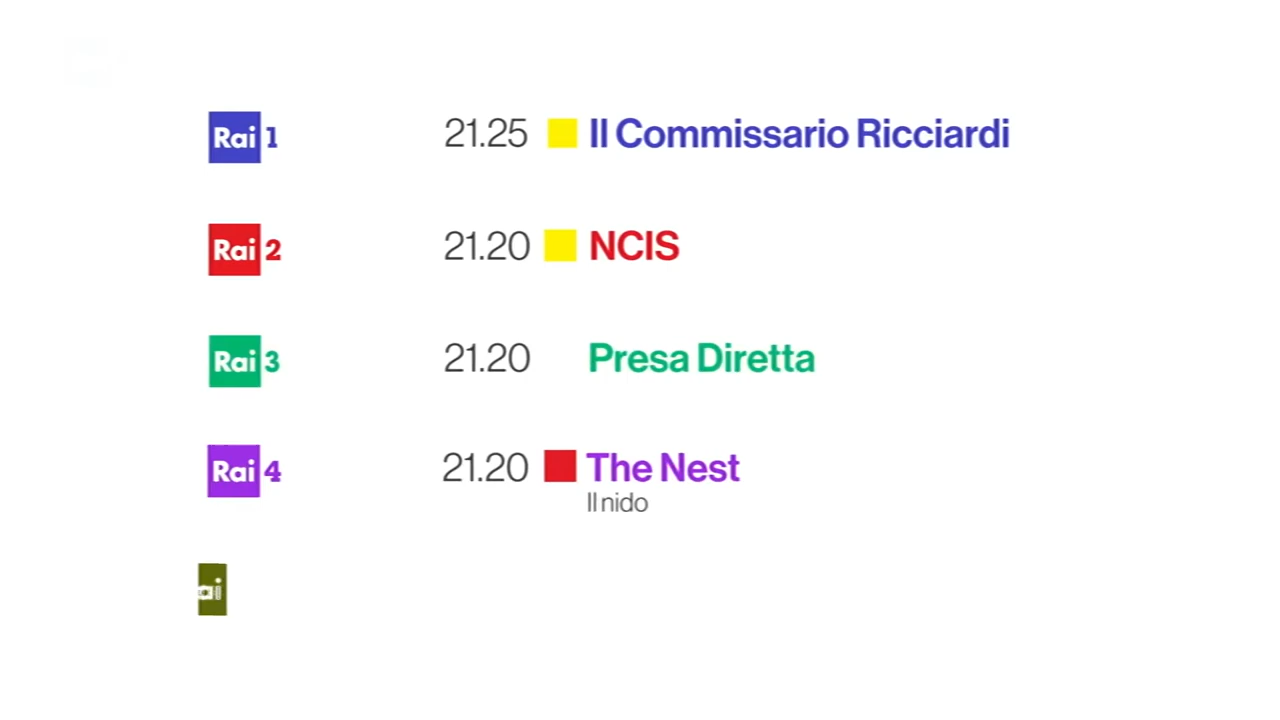 Rai 1 21.25 Il Commissario Ricciardi
Rai 2 21.20 NCIS
Rai 3 21.20 Presa Diretta
Rai 4 21.20 The Nest
Il nido